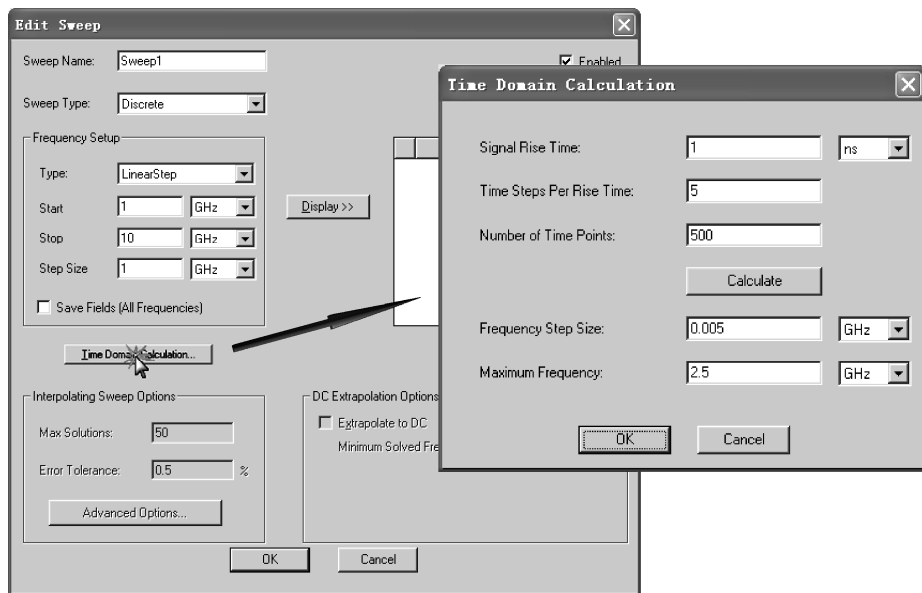 Edit Sweep
Sweep Name: Sweep1
Enabled
Sweep Type: Discrete
Frequency Setup
Type: LinearStep
Start 1 GHz
Stop 10 GHz
Step Size 1 GHz
Save Fields (All Frequencies)
Display >>
Time Domain Calculation...
Interpolating Sweep Options
Max Solutions: 50
Error Tolerance: 0.5 %
Advanced Options...
DC Extrapolation Options
Extrapolate to DC
Minimum Solved Fre
OK Cancel
Time Domain Calculation
Signal Rise Time: 1 ns
Time Steps Per Rise Time: 5
Number of Time Points: 500
Calculate
Frequency Step Size: 0.005 GHz
Maximum Frequency: 2.5 GHz
OK Cancel